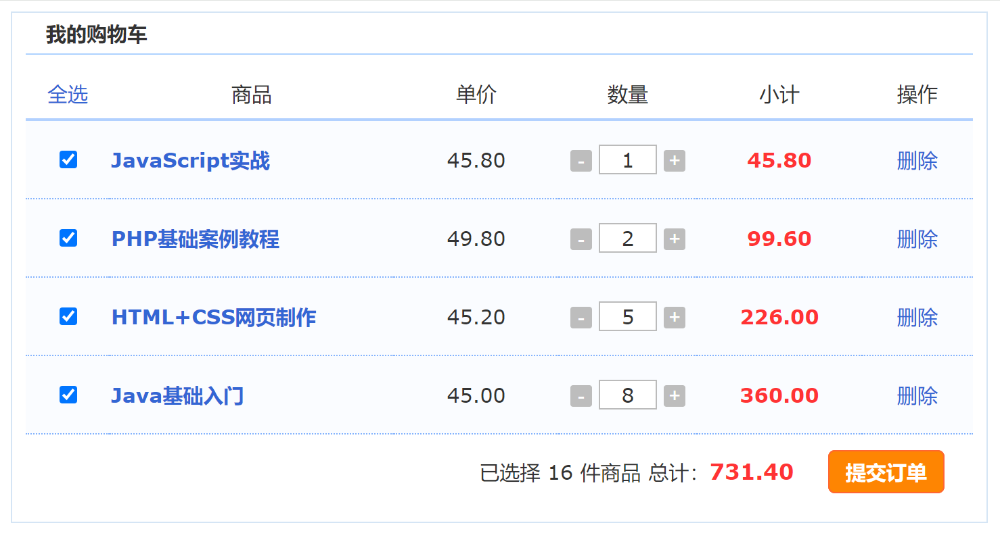 我的购物车
全选 商品 单价 数量 小计 操作
JavaScript实战 45.80 - 1 + 45.80 删除
PHP基础案例教程 49.80 - 2 + 99.60 删除
HTML+CSS网页制作 45.20 - 5 + 226.00 删除
Java基础入门 45.00 - 8 + 360.00 删除
已选择 16 件商品 总计：731.40 提交订单